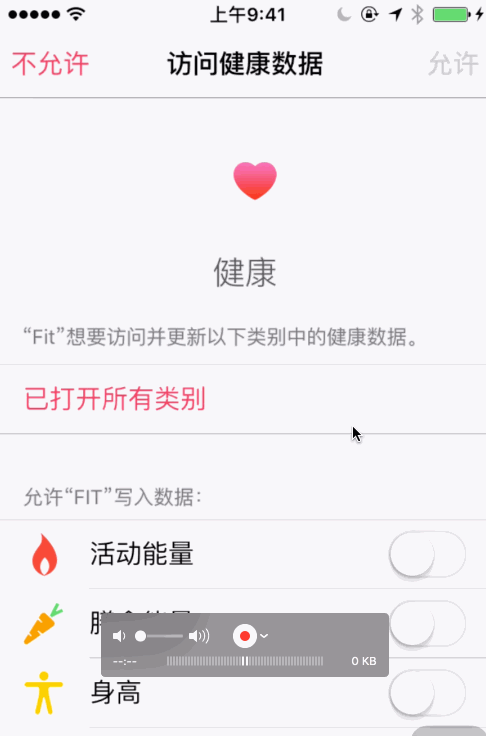 上午9:41
不允许
访问健康数据
允许
健康
“Fit”想要访问并更新以下类别中的健康数据。
已打开所有类别
允许“FIT”写入数据：
活动能量
--:--
0 KB
身高